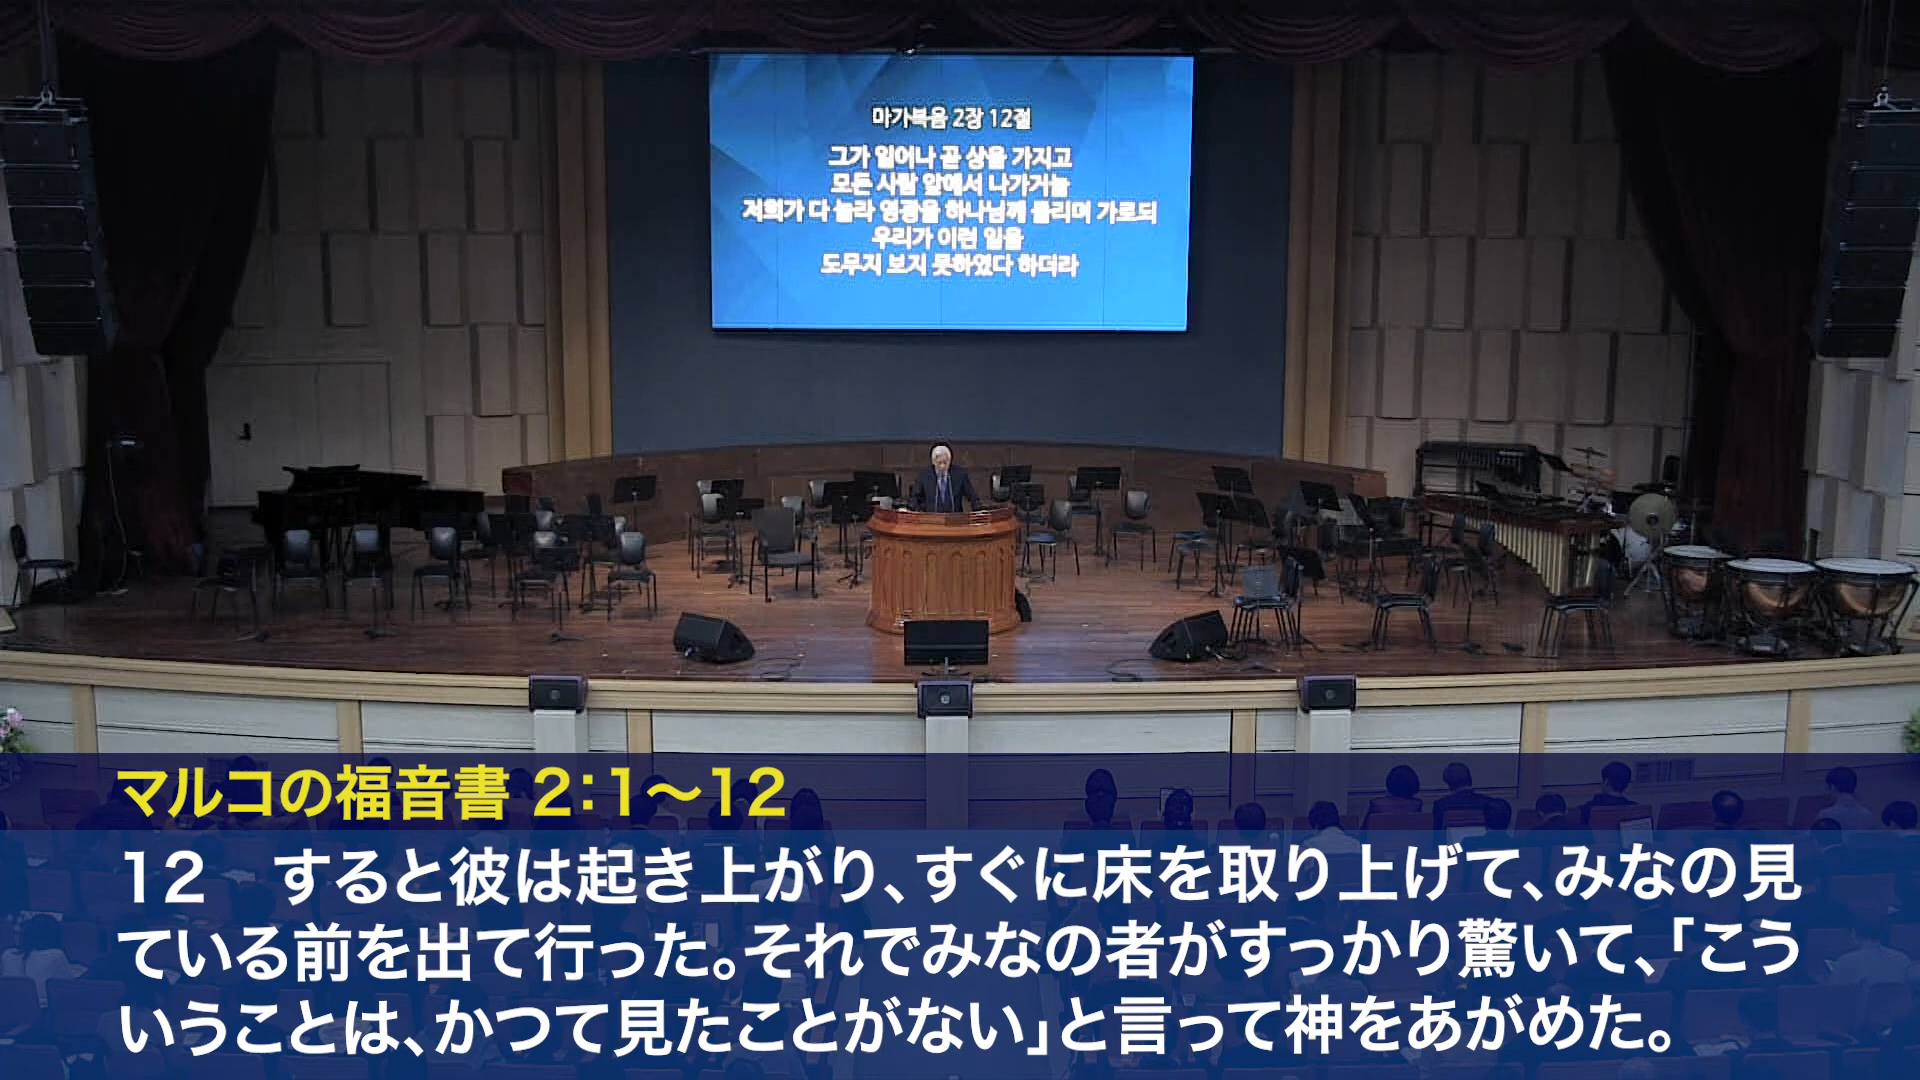 마가복음 2장 12절
그가 일어나 곧 상을 가지고
모든 사람 앞에서 나가거늘
저희가 다 놀라 영광을 하나님께 돌리며 가로되
우리가 이런 일을
도무지 보지 못하였다 하더라
マルコの福音書 2:1～12
12　すると彼は起き上がり、すぐに床を取り上げて、みなの見
ている前を出て行った。それでみなの者がすっかり驚いて、「こう
いうことは、かつて見たことがない」と言って神をあがめた。